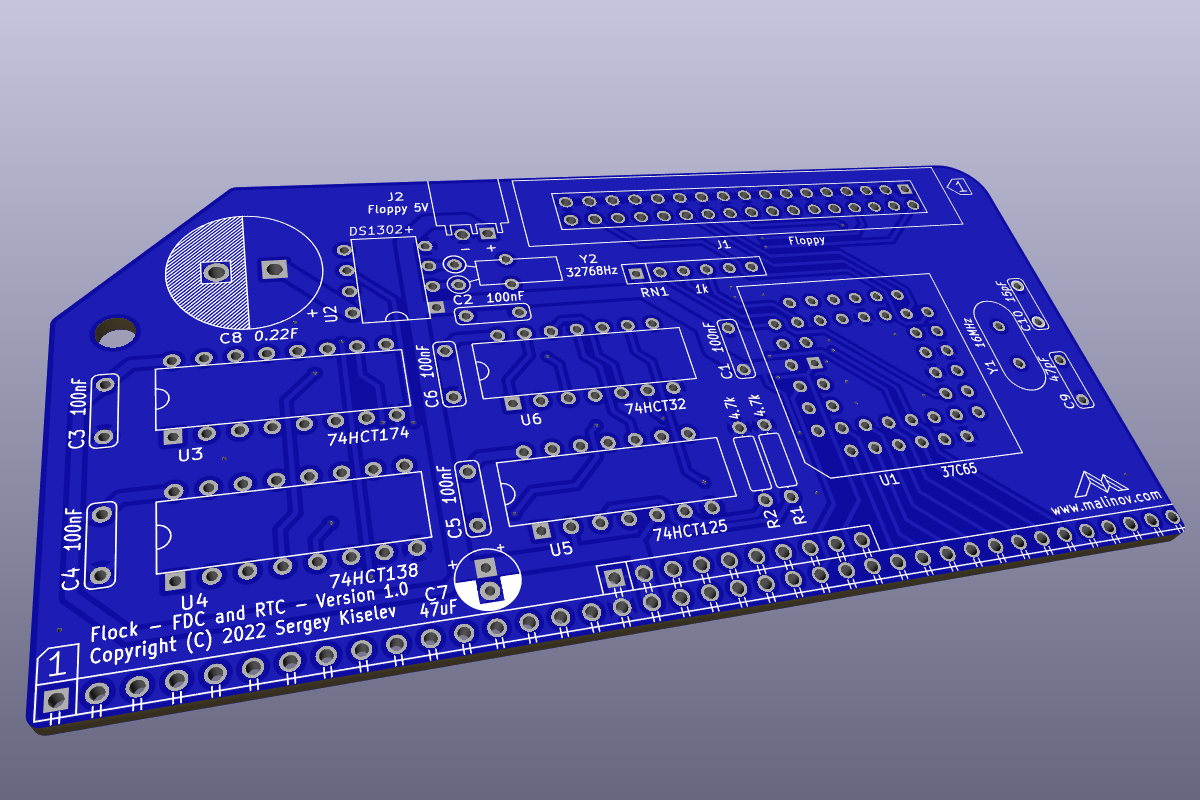 J2
Floppy 5V
1
DS1302+
J1
Floppy
− +
Y2
32768Hz
RN1
1k
U2
+
C8 0.22F
C2 100nF
C10 15pF
16MHz
Y1
C9 47pF
C1 100nF
C6 100nF
C3 100nF
74HCT32
U6
4.7k
4.7k
74HCT174
U3
37C65
U1
www.malinov.com
C5 100nF
C4 100nF
74HCT125
U5
R2
R1
74HCT138
U4
+
+
C7
47uF
Flock − FDC and RTC − Version 1.0
Copyright (C) 2022 Sergey Kiselev
1